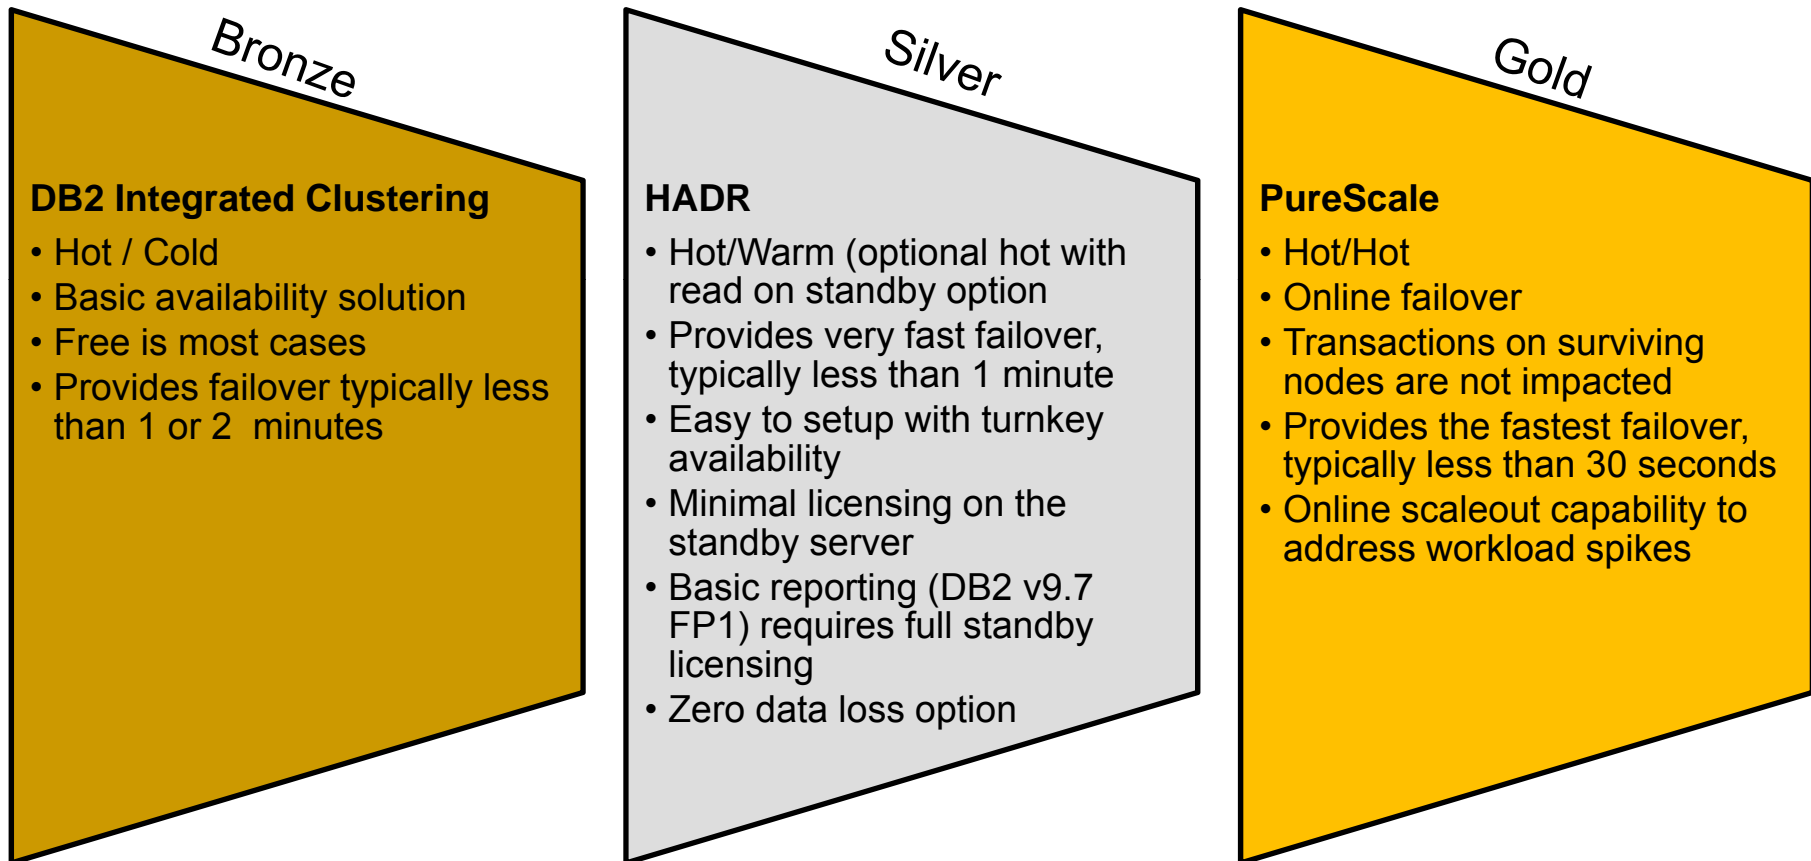 Bronze
DB2 Integrated Clustering
• Hot / Cold
• Basic availability solution
• Free is most cases
• Provides failover typically less
than 1 or 2  minutes
Silver
HADR
• Hot/Warm (optional hot with
read on standby option
• Provides very fast failover,
typically less than 1 minute
• Easy to setup with turnkey
availability
• Minimal licensing on the
standby server
• Basic reporting (DB2 v9.7
FP1) requires full standby
licensing
• Zero data loss option
Gold
PureScale
• Hot/Hot
• Online failover
• Transactions on surviving
nodes are not impacted
• Provides the fastest failover,
typically less than 30 seconds
• Online scaleout capability to
address workload spikes